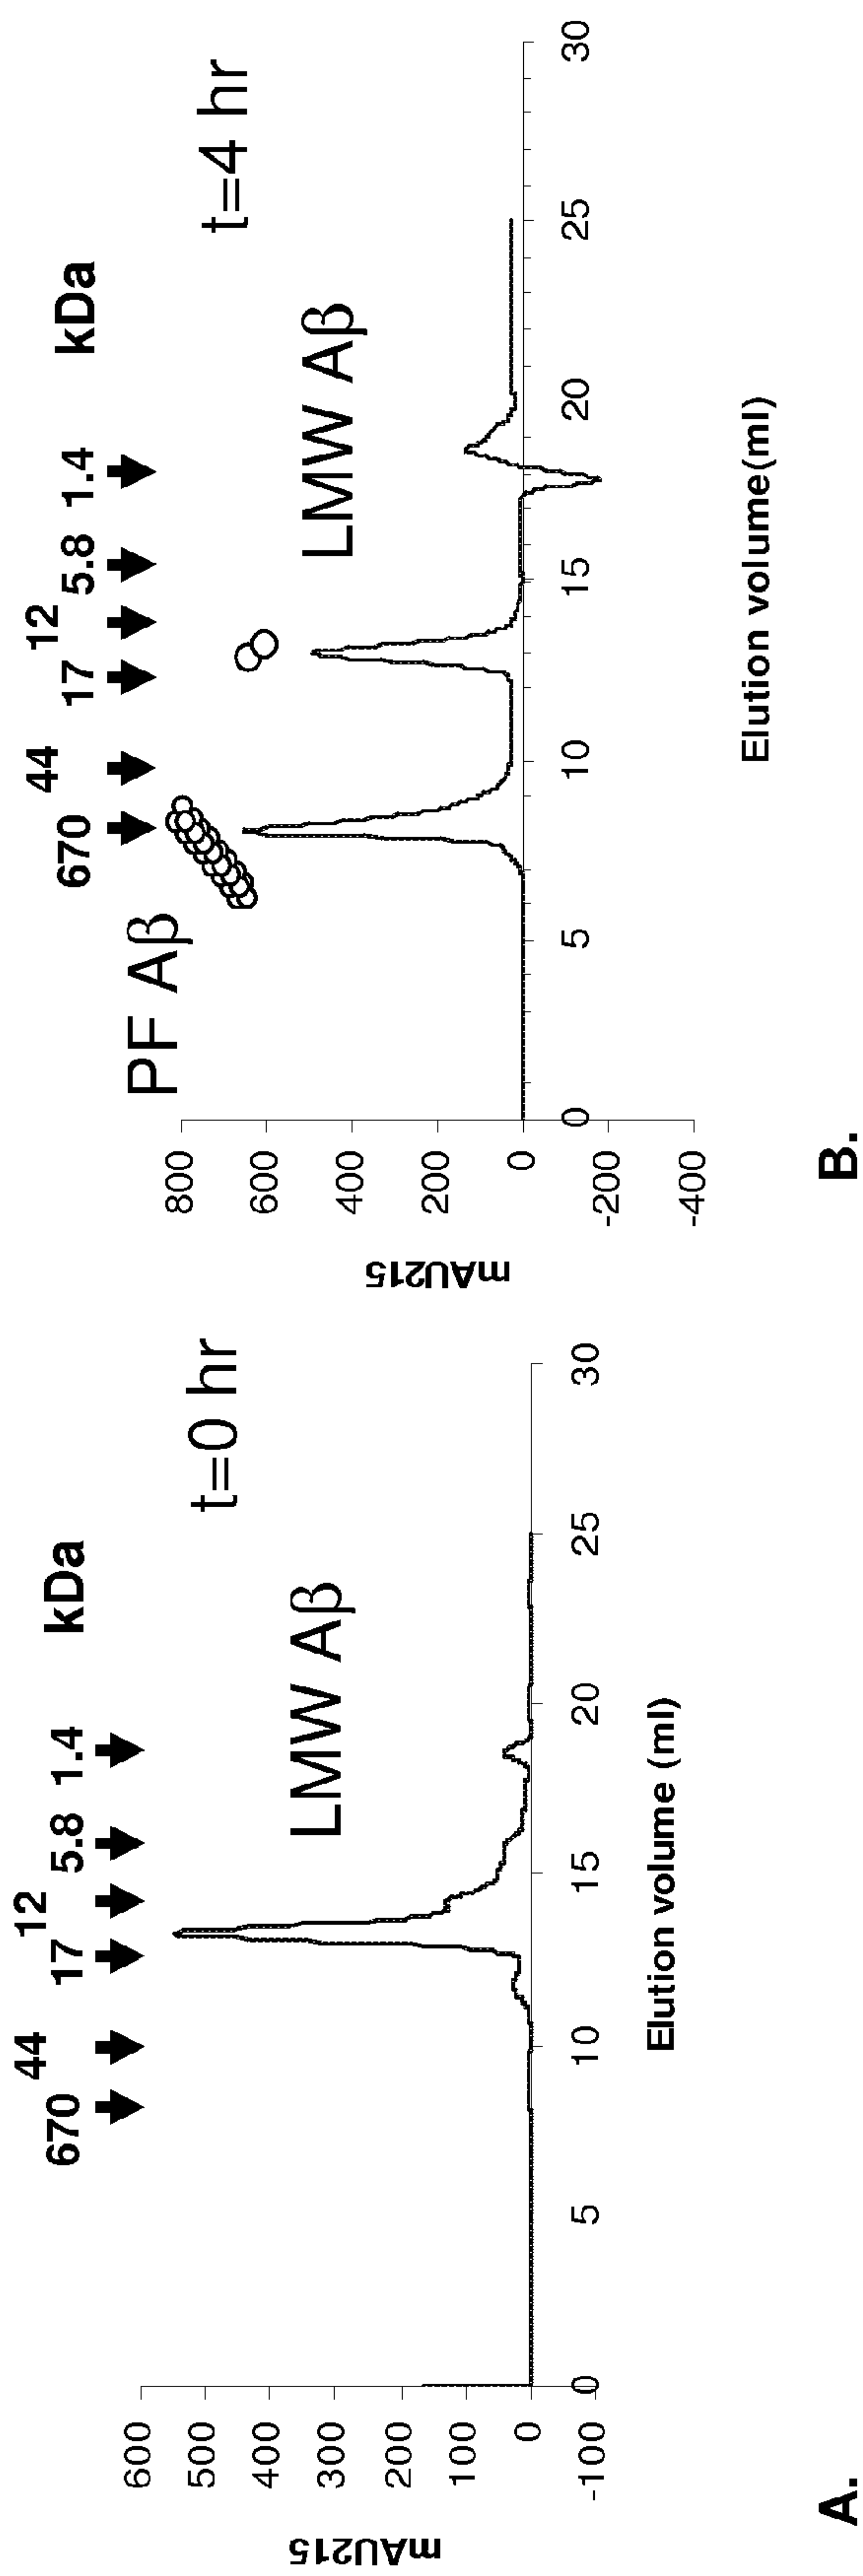 kDa
670 44 17 12 5.8 1.4
t=0 hr
LMW Aβ
600
500
400
300
200
100
0
-100
mAU215
0 5 10 15 20 25 30
Elution volume (ml)
A.
kDa
670 44 17 12 5.8 1.4
PF Aβ
t=4 hr
LMW Aβ
800
600
400
200
0
-200
-400
mAU215
0 5 10 15 20 25 30
Elution volume(ml)
B.